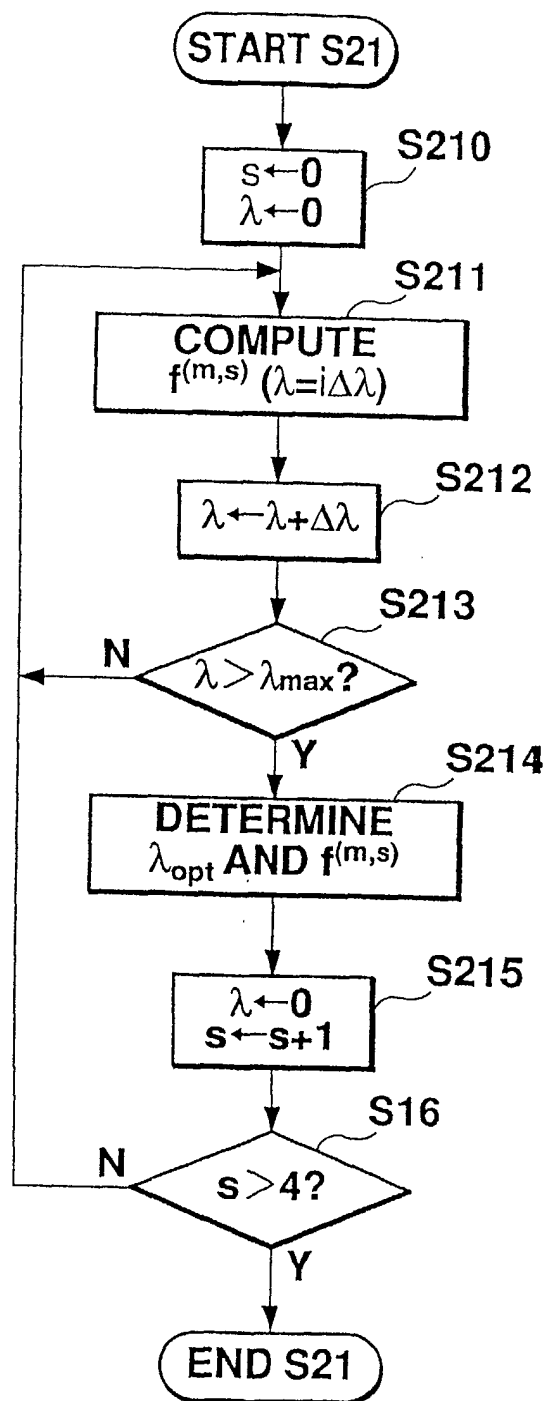 START S21
S210
s←0
λ←0
S211
COMPUTE
f(m,s) (λ=iΔλ)
S212
λ←λ+Δλ
S213
N
λ>λmax?
Y
S214
DETERMINE
λopt AND f(m,s)
S215
λ←0
s←s+1
S16
N
s>4?
Y
END S21